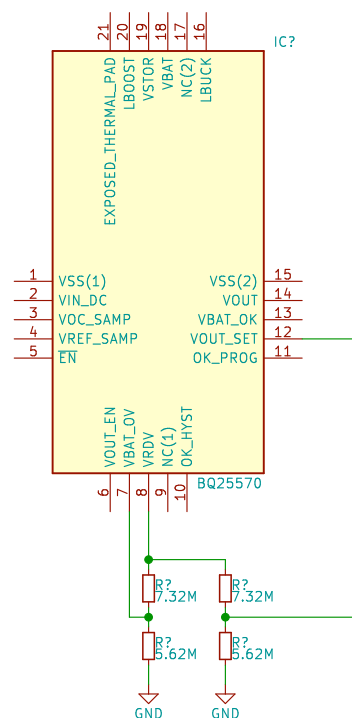 21
20
19
18
17
16
IC?
EXPOSED_THERMAL_PAD
LBOOST
VSTOR
VBAT
NC(2)
LBUCK
1 VSS(1)
2 VIN_DC
3 VOC_SAMP
4 VREF_SAMP
5 EN
VSS(2) 15
VOUT 14
VBAT_OK 13
VOUT_SET 12
OK_PROG 11
VOUT_EN
VBAT_OV
VRDV
NC(1)
OK_HYST
6
7
8
9
10
BQ25570
R?
7.32M
R?
7.32M
R?
5.62M
R?
5.62M
GND
GND